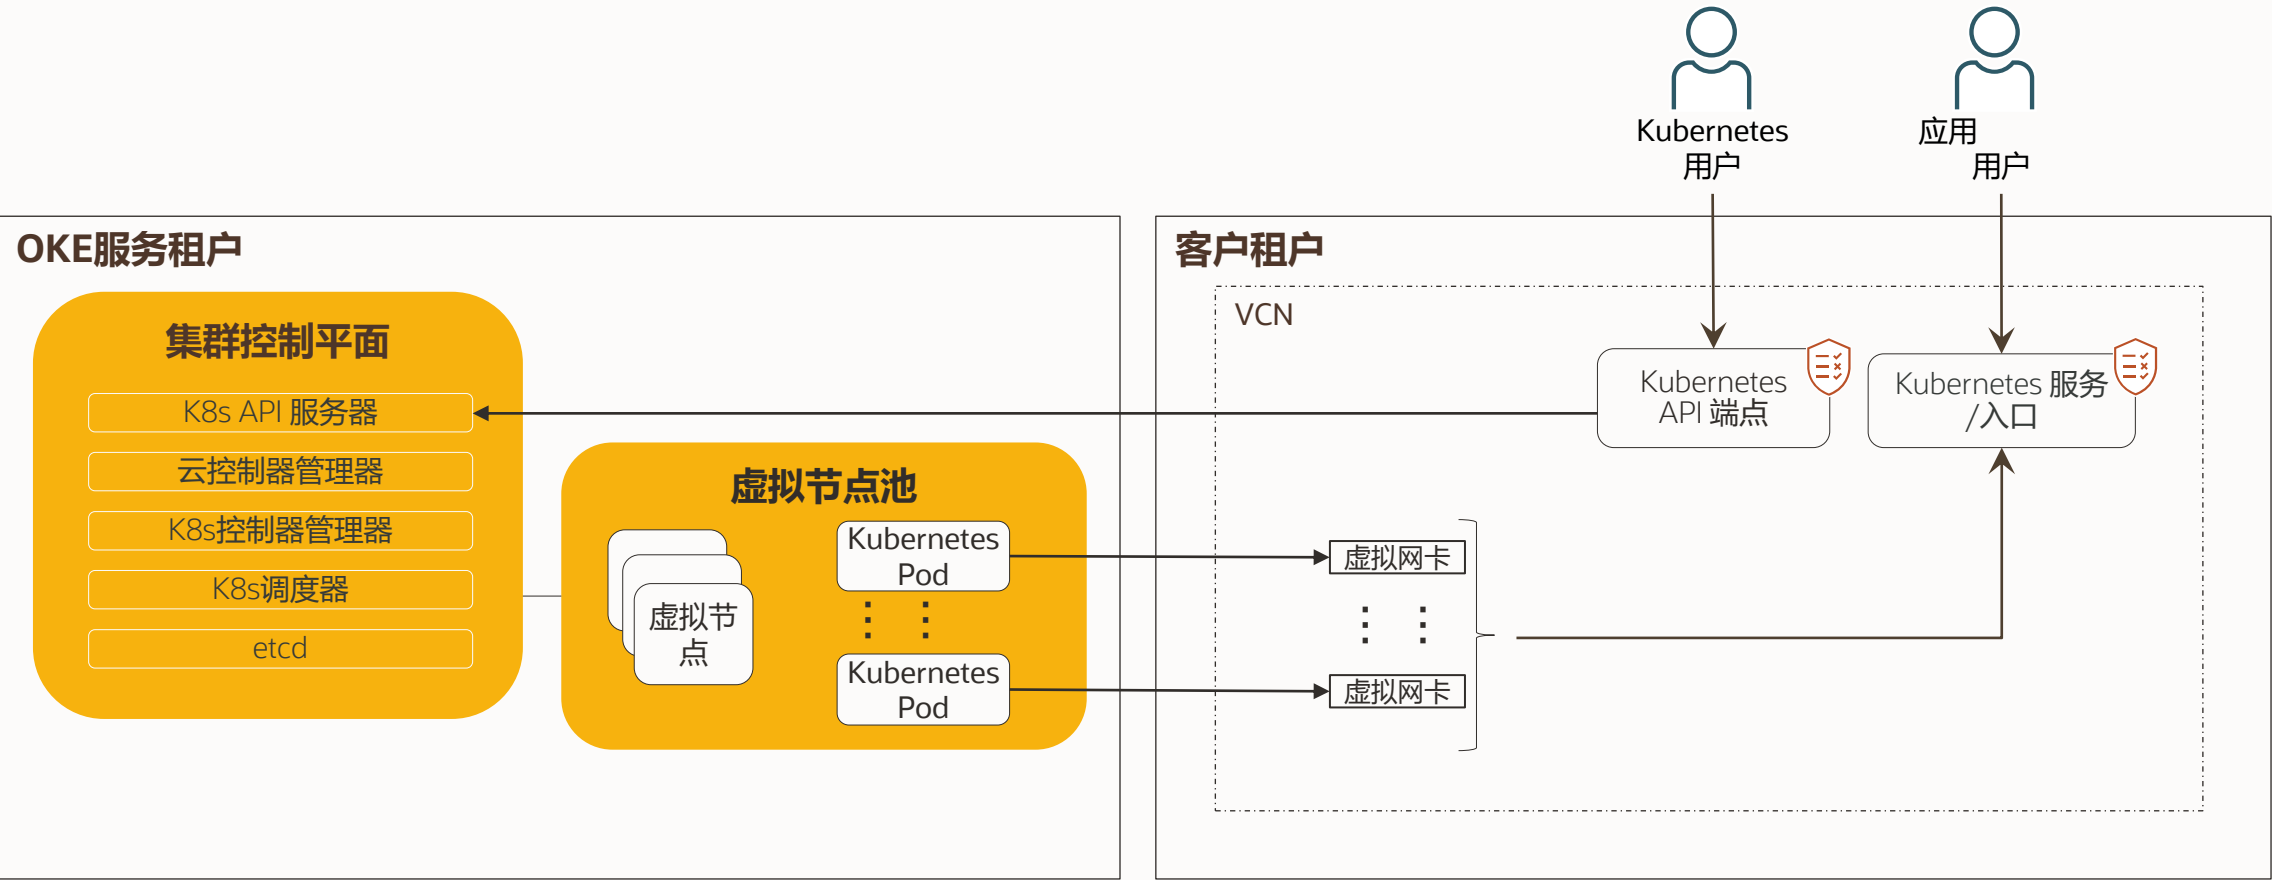 Kubernetes
用户
应用
用户
OKE服务租户
集群控制平面
K8s API 服务器
云控制器管理器
K8s控制器管理器
K8s调度器
etcd
虚拟节点池
虚拟节
点
Kubernetes
Pod
Kubernetes
Pod
客户租户
VCN
Kubernetes
API 端点
Kubernetes 服务
/入口
虚拟网卡
虚拟网卡